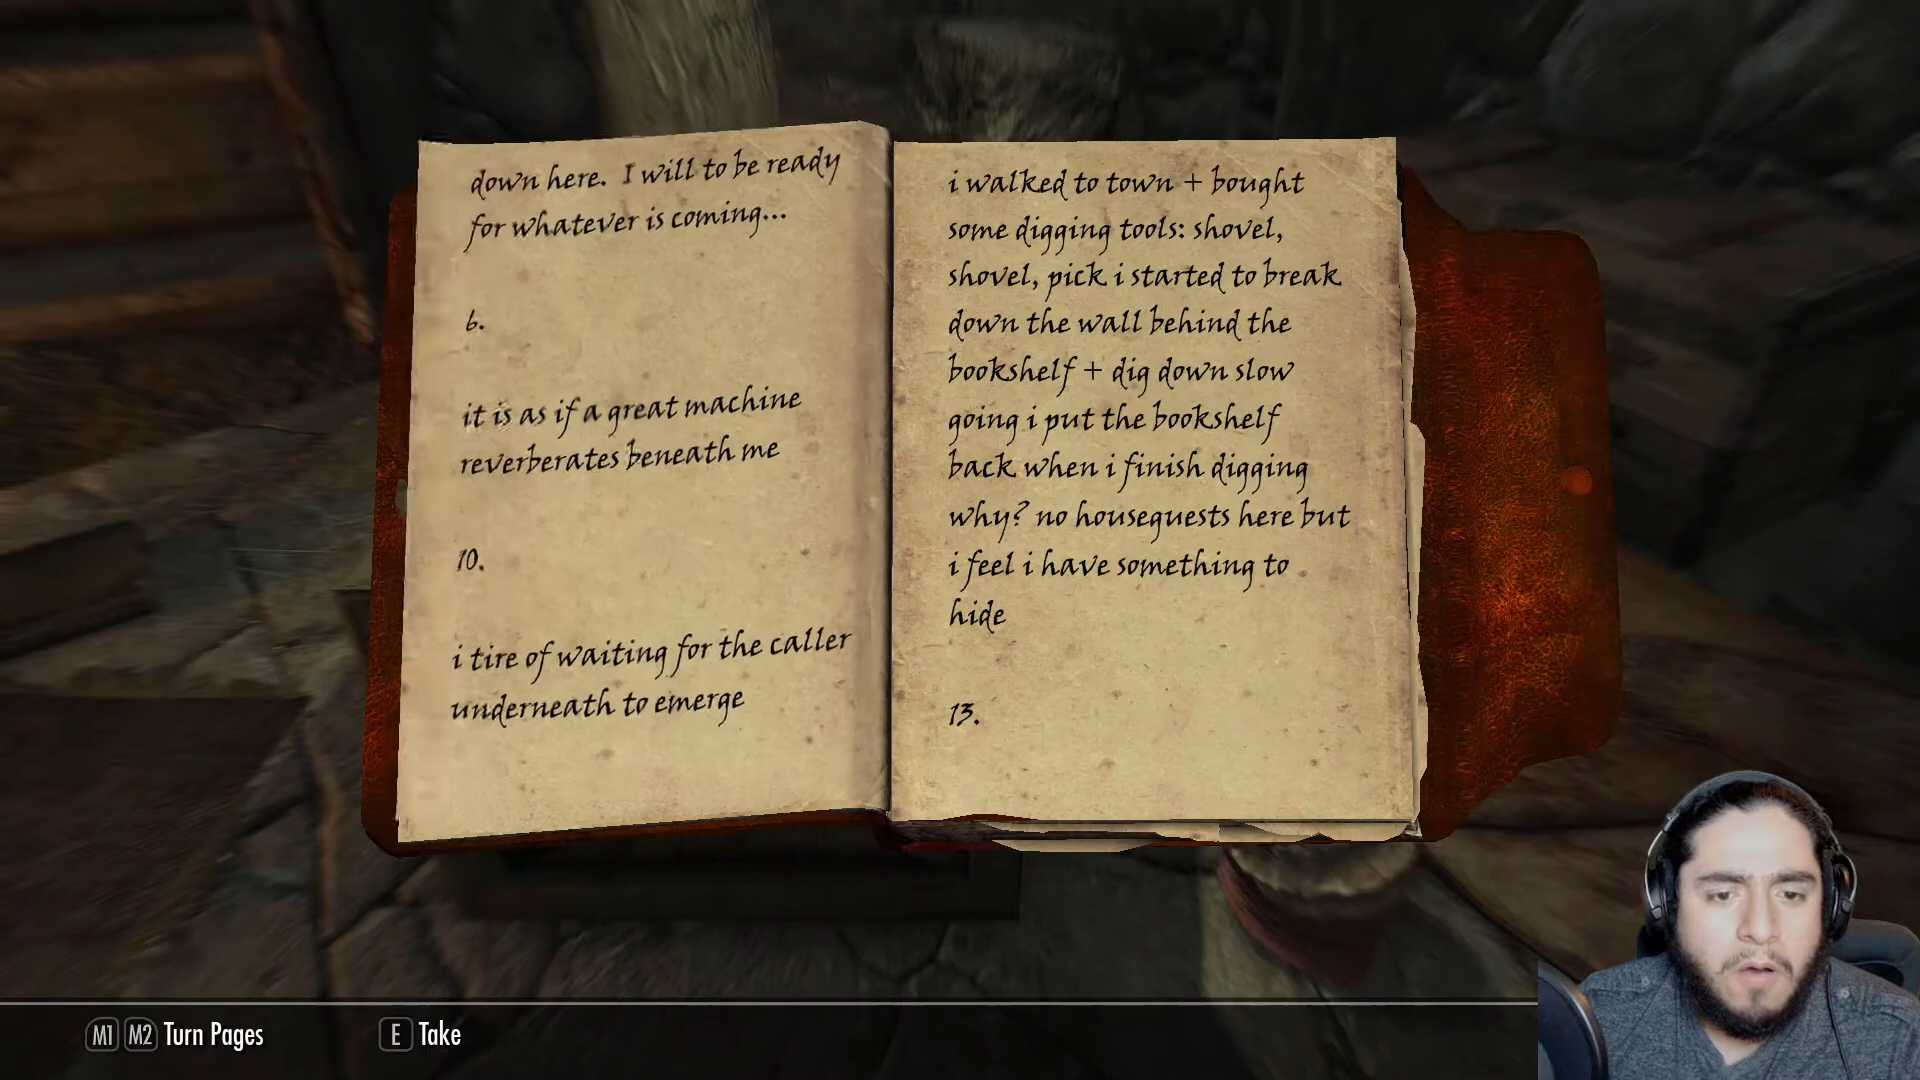 down here. I will to be ready
for whatever is coming...
6.
it is as if a great machine
reverberates beneath me
10.
i tire of waiting for the caller
underneath to emerge
i walked to town + bought
some digging tools: shovel,
shovel, pick i started to break
down the wall behind the
bookshelf + dig down slow
going i put the bookshelf
back when i finish digging
why? no houseguests here but
i feel i have something to
hide
13.
M1 M2 Turn Pages
E Take